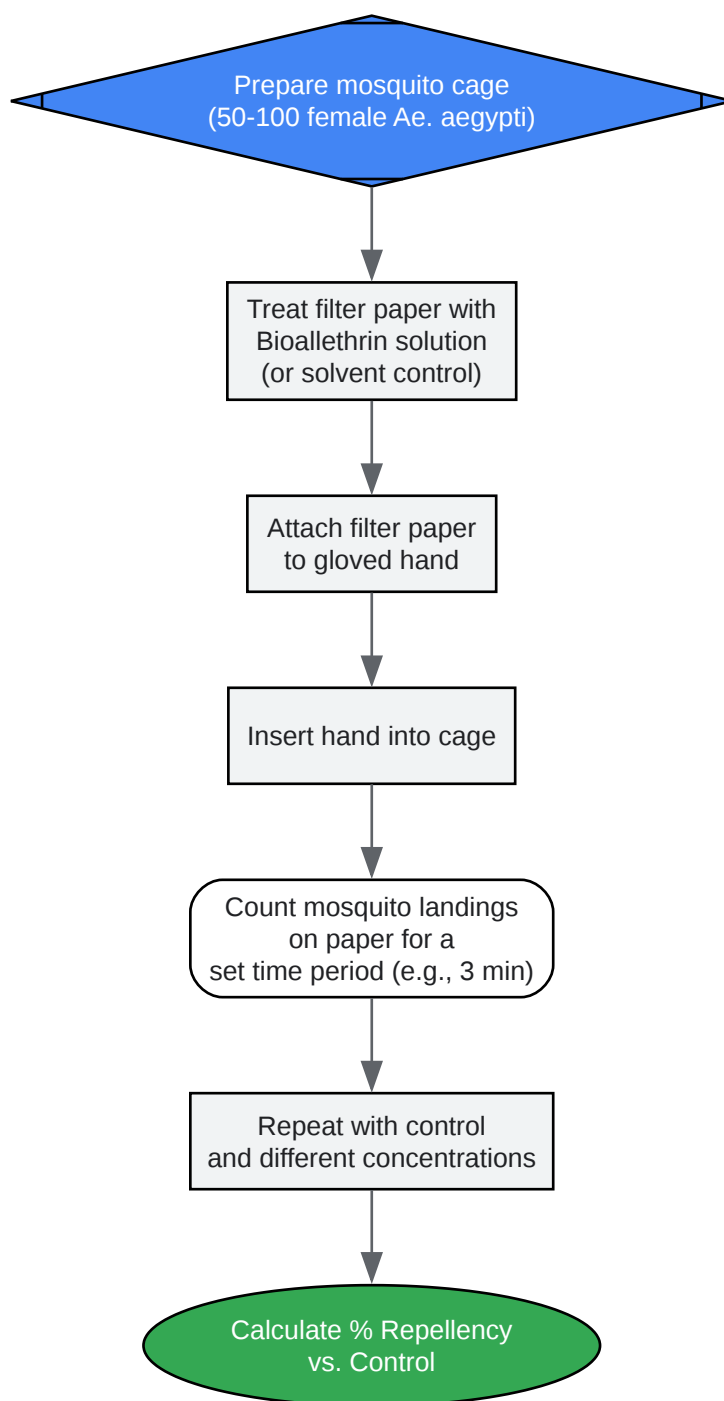 Prepare mosquito cage
(50-100 female Ae. aegypti)
Treat filter paper with
Bioallethrin solution
(or solvent control)
Attach filter paper
to gloved hand
Insert hand into cage
Count mosquito landings
on paper for a
set time period (e.g., 3 min)
Repeat with control
and different concentrations
Calculate % Repellency
vs. Control